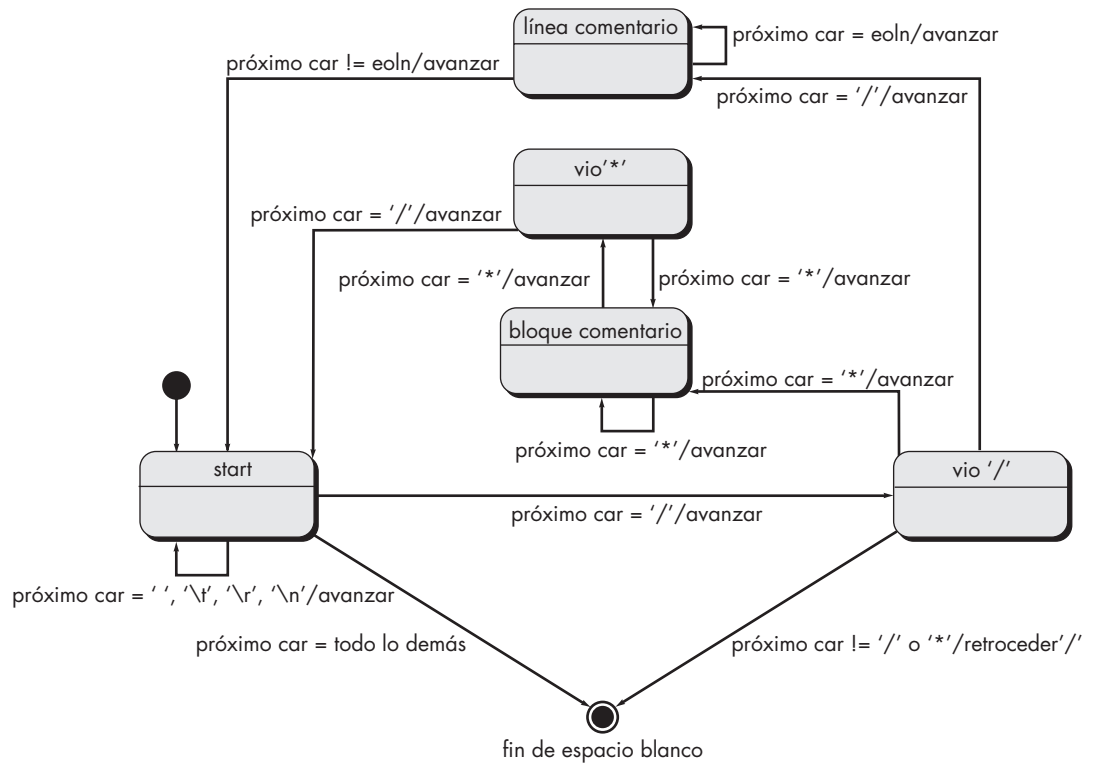 línea comentario
próximo car = eoln/avanzar
próximo car != eoln/avanzar
próximo car = ‘/’/avanzar
vio’*’
próximo car = ‘/’/avanzar
próximo car = ‘*’/avanzar
próximo car = ‘*’/avanzar
bloque comentario
próximo car = ‘*’/avanzar
próximo car = ‘*’/avanzar
start
vio ‘/’
próximo car = ‘/’/avanzar
próximo car = ‘ ‘, ‘\t’, ‘\r’, ‘\n’/avanzar
próximo car = todo lo demás
próximo car != ‘/’ o ‘*’/retroceder’/’
fin de espacio blanco